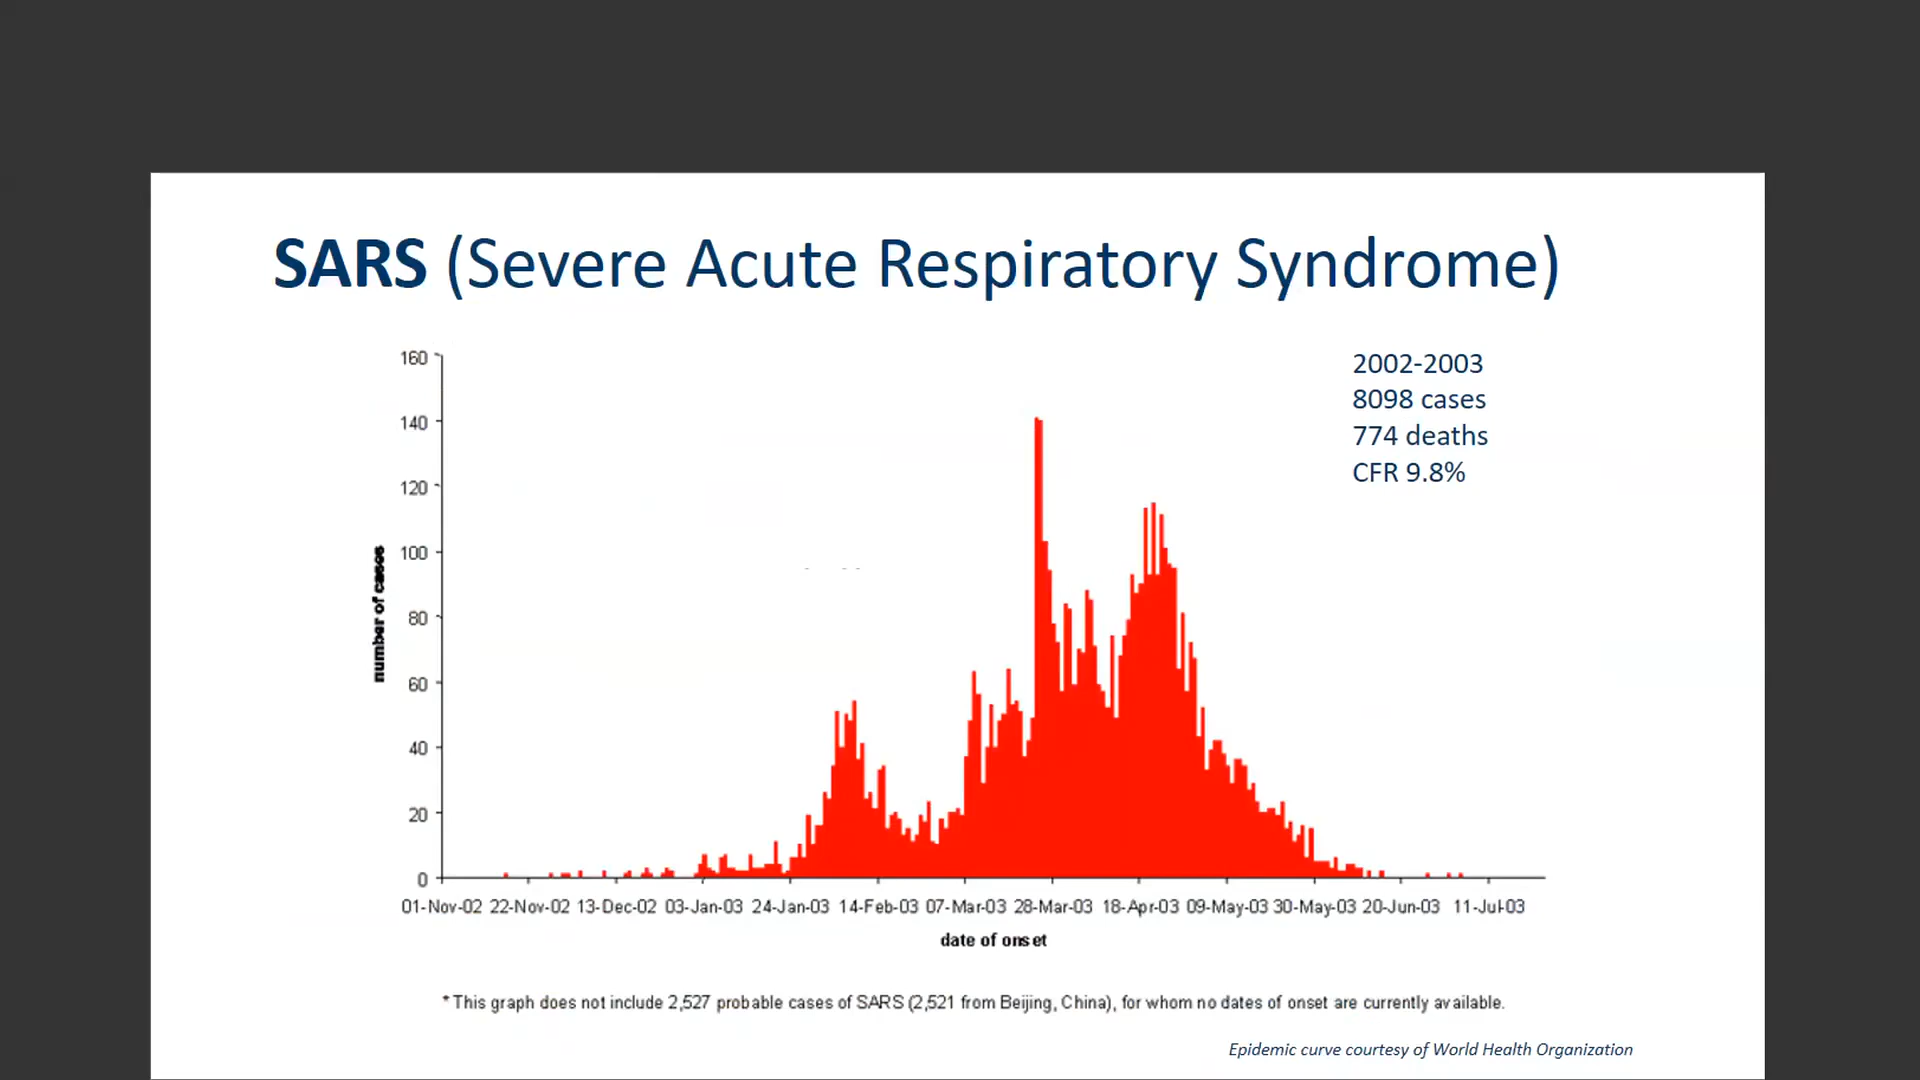 SARS (Severe Acute Respiratory Syndrome)
2002-2003
8098 cases
774 deaths
CFR 9.8%
160
140
120
100
80
60
40
20
0
number of cases
01-Nov-02 22-Nov-02 13-Dec-02 03-Jan-03 24-Jan-03 14-Feb-03 07-Mar-03 28-Mar-03 18-Apr-03 09-May-03 30-May-03 20-Jun-03 11-Jul-03
date of onset
* This graph does not include 2,527 probable cases of SARS (2,521 from Beijing, China), for whom no dates of onset are currently available.
Epidemic curve courtesy of World Health Organization